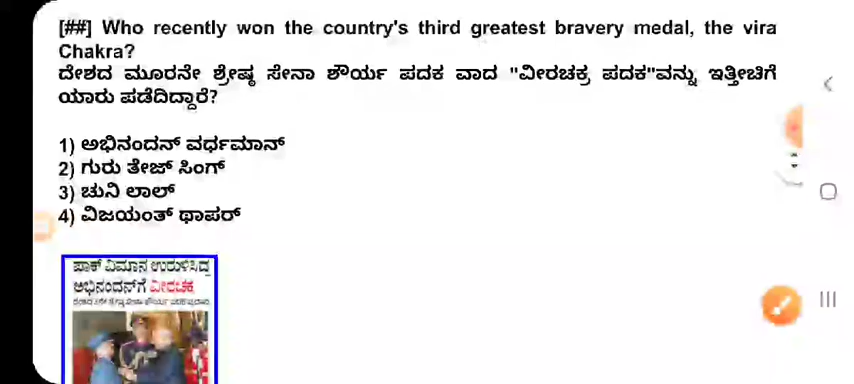 [##] Who recently won the country's third greatest bravery medal, the vira
Chakra?
ದೇಶದ ಮೂರನೇ ಶ್ರೇಷ್ಠ ಸೇನಾ ಶೌರ್ಯ ಪದಕ ವಾದ "ವೀರಚಕ್ರ ಪದಕ"ವನ್ನು ಇತ್ತೀಚಿಗೆ
ಯಾರು ಪಡೆದಿದ್ದಾರೆ?
1) ಅಭಿನಂದನ್ ವರ್ಧಮಾನ್
2) ಗುರು ತೇಜ್ ಸಿಂಗ್
3) ಚುನಿ ಲಾಲ್
4) ವಿಜಯಂತ್ ಥಾಪರ್
ಪಾಕ್ ವಿಮಾನ ಉರುಳಿಸಿದ್ದ
ಅಭಿನಂದನ್‌ಗೆ ವೀರಚಕ್ರ